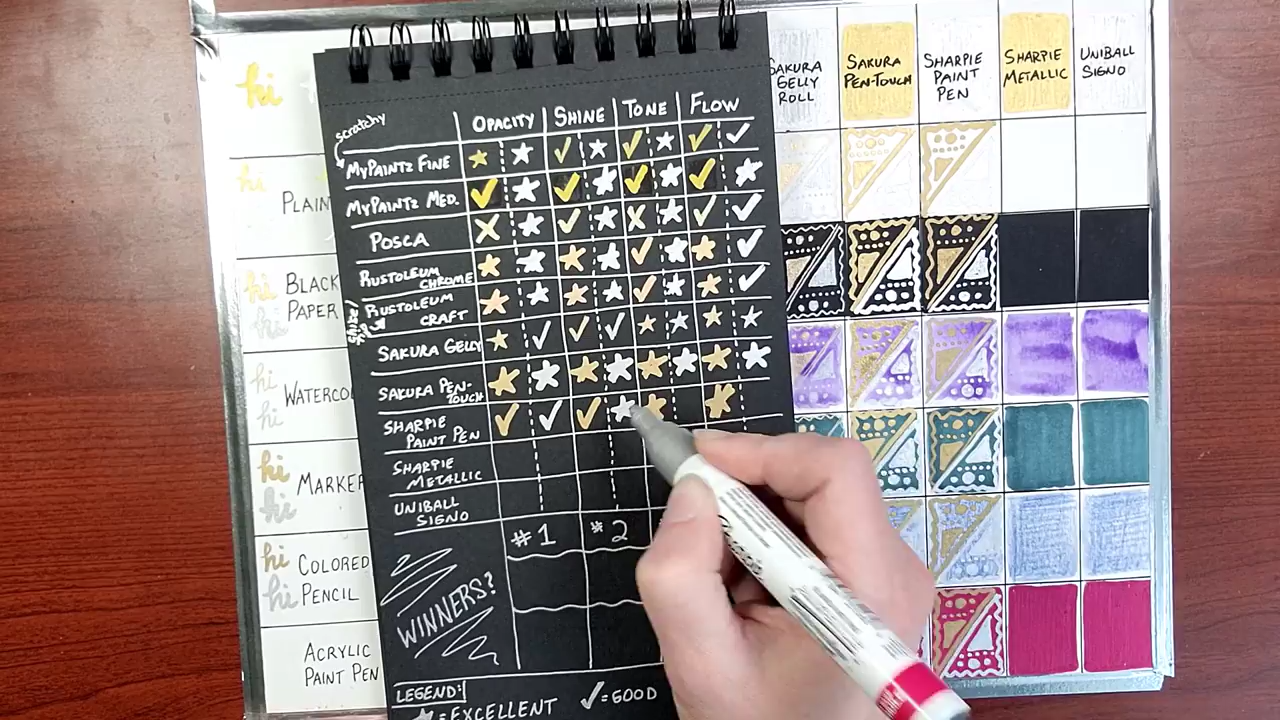 hi
PLAIN
hi
hi
BLACK
PAPER
hi
hi
WATERCO
hi
hi
MARKER
hi
hi
COLORED
PENCIL
ACRYLIC
PAINT PEN
SAKURA
GELLY
ROLL
SAKURA
PEN-TOUCH
SHARPIE
PAINT
PEN
SHARPIE
METALLIC
UNIBALL
SIGNO
scratchy
OPACITY SHINE TONE FLOW
MYPAINTZ FINE
MYPAINTZ MED.
POSCA
RUSTOLEUM
CHROME
RUSTOLEUM
CRAFT
SAKURA GELLY
SAKURA PEN-
TOUCH
SHARPIE
PAINT PEN
SHARPIE
METALLIC
UNIBALL
SIGNO
#1 #2
WINNERS?
LEGEND:
★=EXCELLENT ✓=GOOD